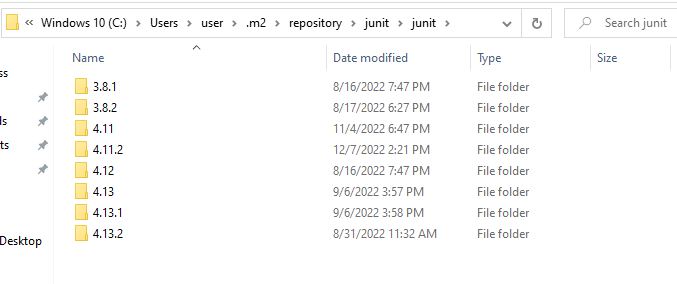 « Windows 10 (C:) › Users › user › .m2 › repository › junit › junit › Search junit
Name Date modified Type Size
3.8.1 8/16/2022 7:47 PM File folder
3.8.2 8/17/2022 6:27 PM File folder
4.11 11/4/2022 6:47 PM File folder
4.11.2 12/7/2022 2:21 PM File folder
4.12 8/16/2022 7:47 PM File folder
4.13 9/6/2022 3:57 PM File folder
4.13.1 9/6/2022 3:58 PM File folder
4.13.2 8/31/2022 11:32 AM File folder
Desktop